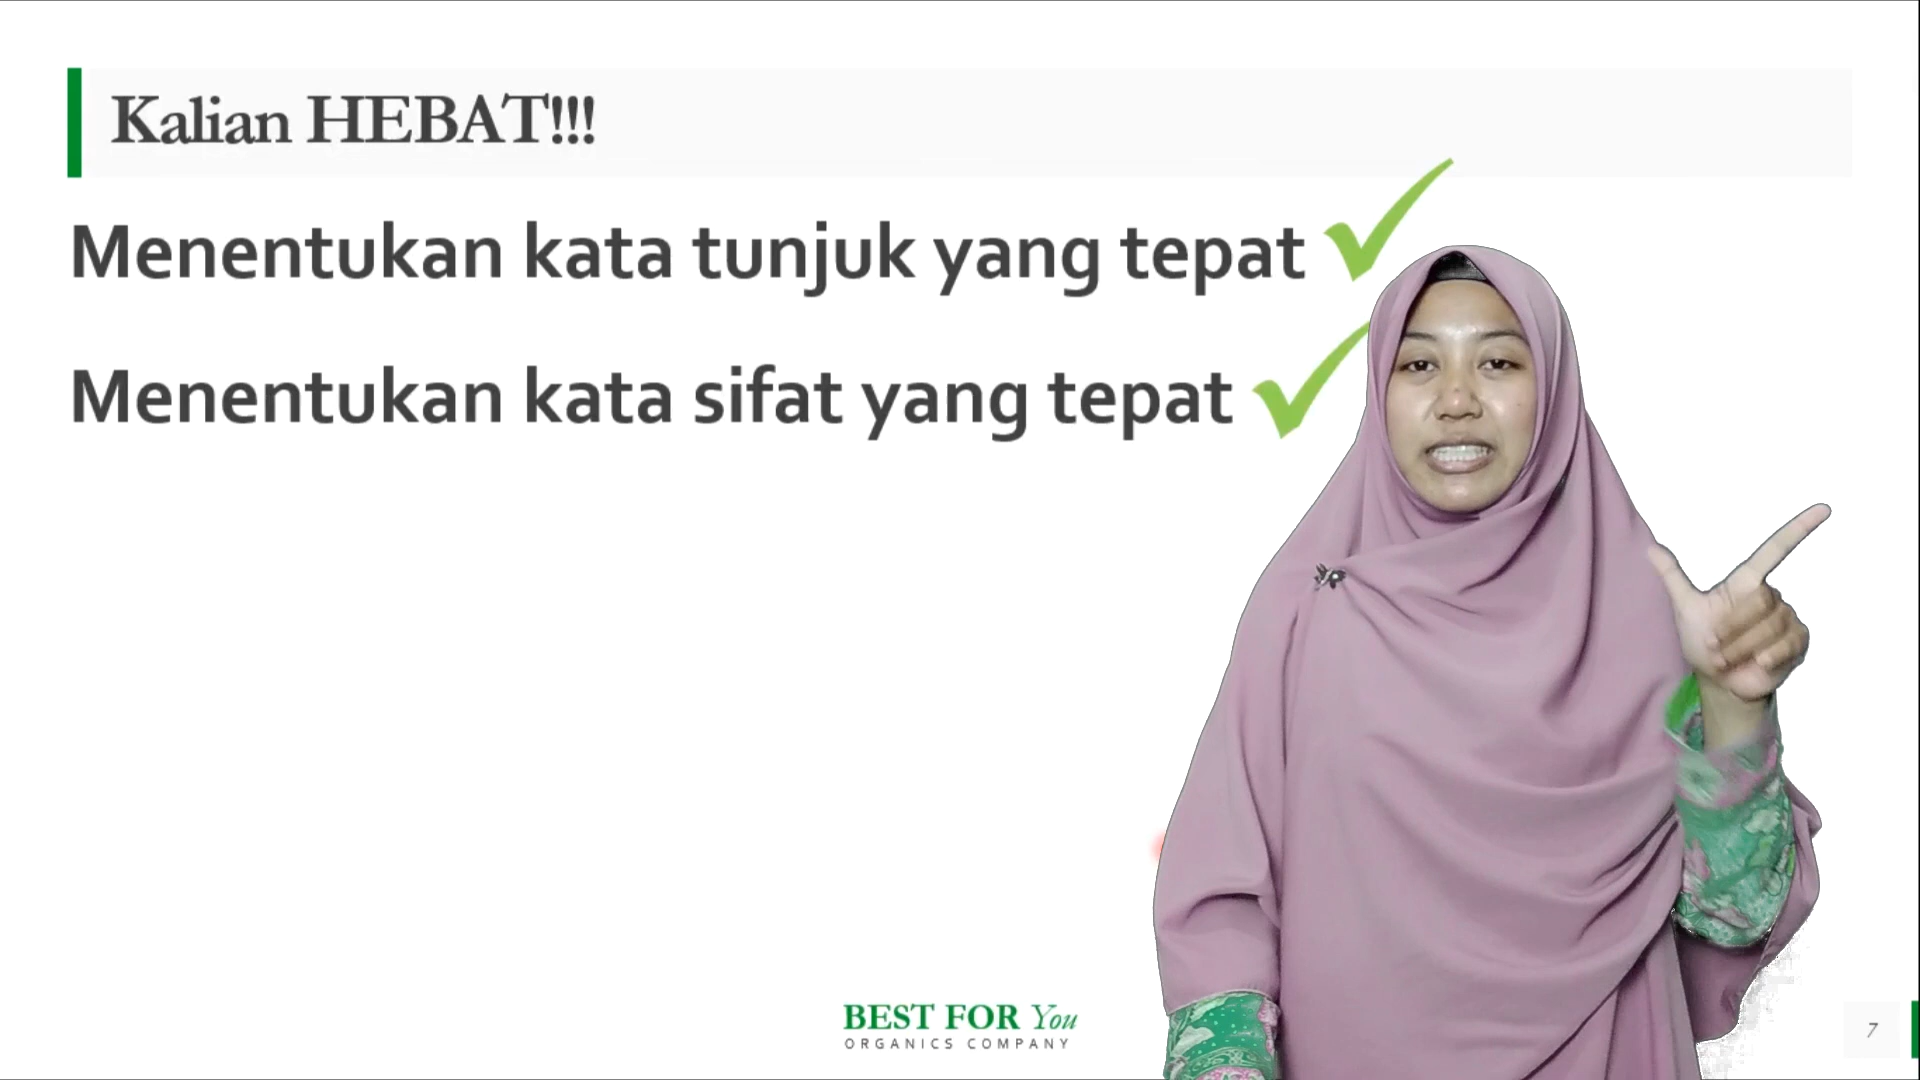 Kalian HEBAT!!!
Menentukan kata tunjuk yang tepat
Menentukan kata sifat yang tepat
BEST FOR You
ORGANICS COMPANY
7